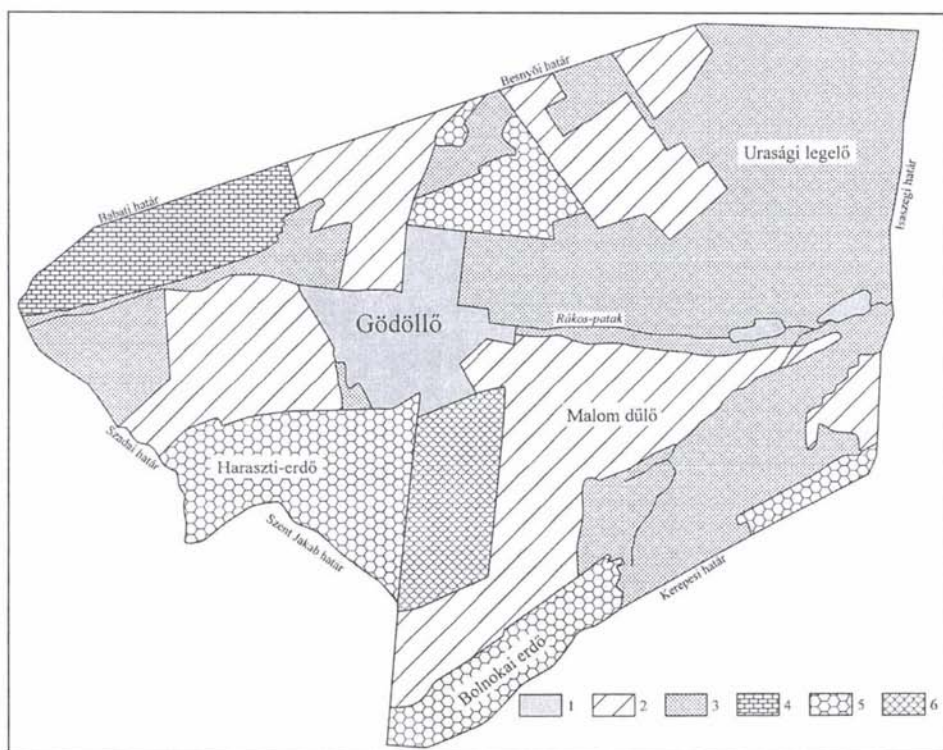 Besnyői határ
Urasági legelő
Babati határ
Isaszegi határ
Gödöllő
Rákos-patak
Malom dűlő
Szadai határ
Haraszti-erdő
Szent Jakab határ
Kerepesi határ
Bolnokai erdő
1 2 3 4 5 6